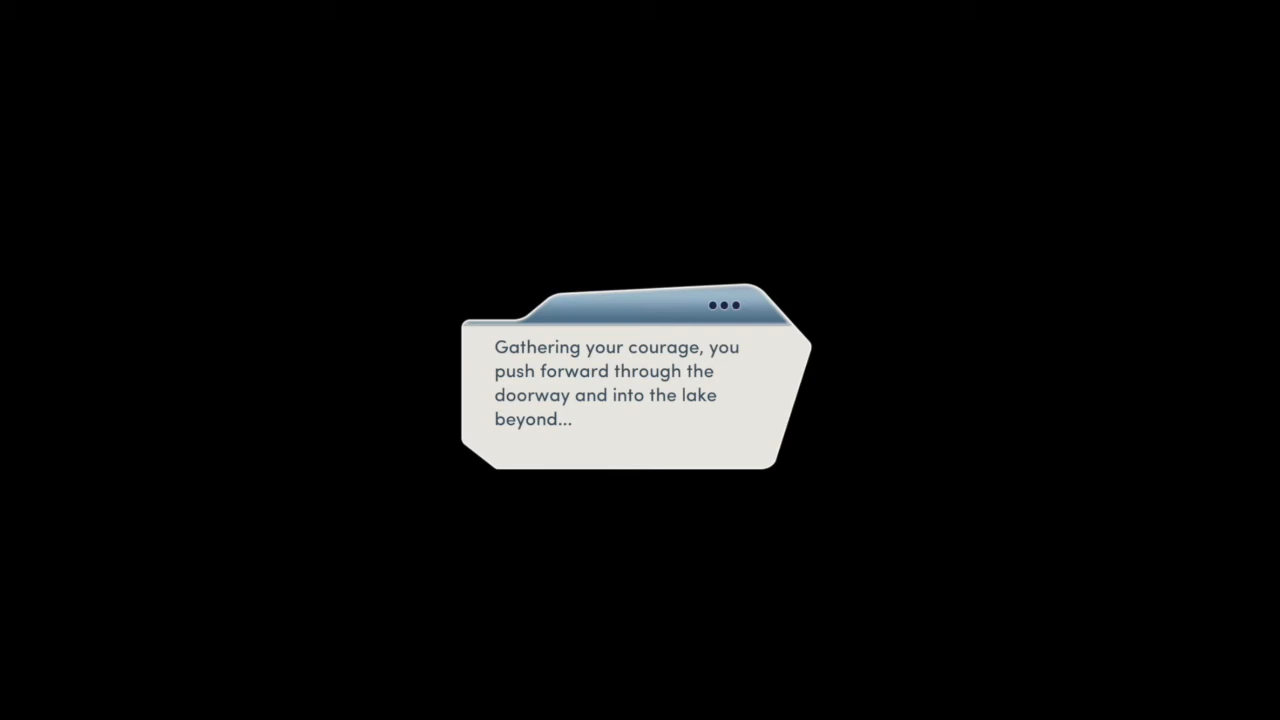 Gathering your courage, you
push forward through the
doorway and into the lake
beyond...